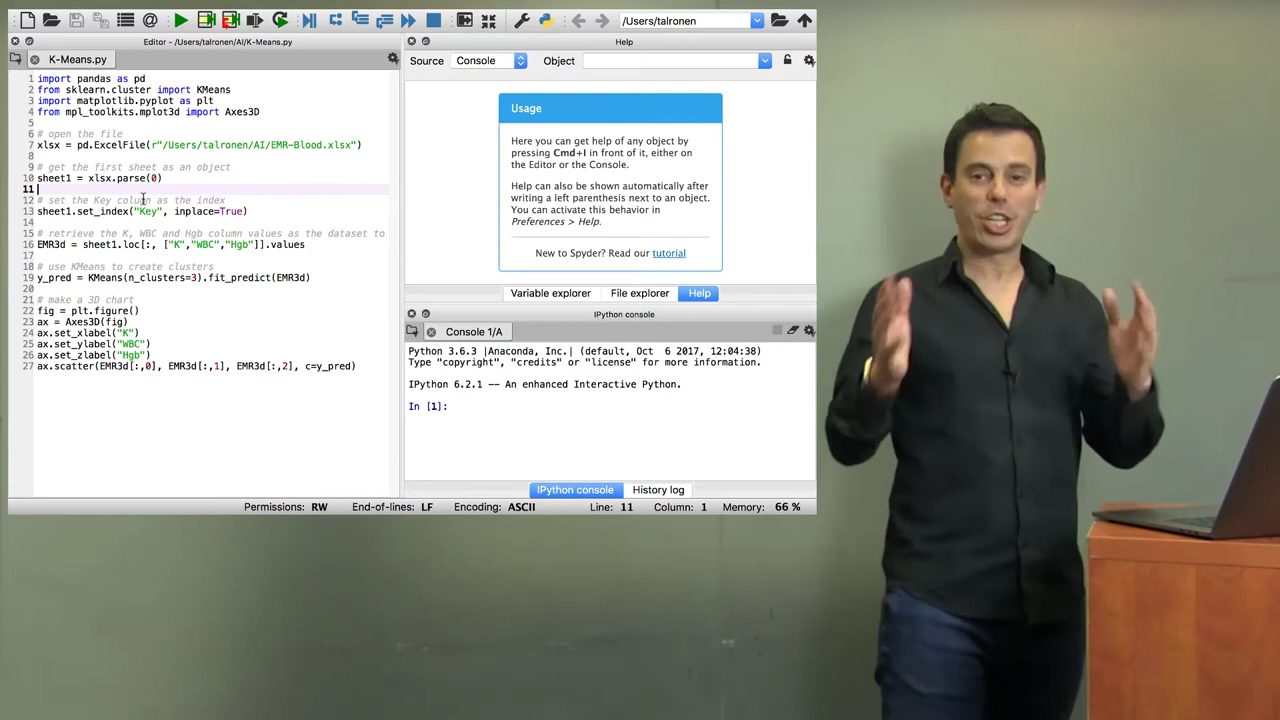 /Users/talronen
Editor - /Users/talronen/AI/K-Means.py
K-Means.py
1 import pandas as pd
2 from sklearn.cluster import KMeans
3 import matplotlib.pyplot as plt
4 from mpl_toolkits.mplot3d import Axes3D
5
6 # open the file
7 xlsx = pd.ExcelFile(r"/Users/talronen/AI/EMR-Blood.xlsx")
8
9 # get the first sheet as an object
10 sheet1 = xlsx.parse(0)
11
12 # set the Key column as the index
13 sheet1.set_index("Key", inplace=True)
14
15 # retrieve the K, WBC and Hgb column values as the dataset to
16 EMR3d = sheet1.loc[:, ["K","WBC","Hgb"]].values
17
18 # use KMeans to create clusters
19 y_pred = KMeans(n_clusters=3).fit_predict(EMR3d)
20
21 # make a 3D chart
22 fig = plt.figure()
23 ax = Axes3D(fig)
24 ax.set_xlabel("K")
25 ax.set_ylabel("WBC")
26 ax.set_zlabel("Hgb")
27 ax.scatter(EMR3d[:,0], EMR3d[:,1], EMR3d[:,2], c=y_pred)
Help
Source Console Object
Usage
Here you can get help of any object by
pressing Cmd+I in front of it, either on
the Editor or the Console.
Help can also be shown automatically after
writing a left parenthesis next to an object.
You can activate this behavior in
Preferences > Help.
New to Spyder? Read our tutorial
Variable explorer File explorer Help
IPython console
Console 1/A
Python 3.6.3 |Anaconda, Inc.| (default, Oct 6 2017, 12:04:38)
Type "copyright", "credits" or "license" for more information.
IPython 6.2.1 -- An enhanced Interactive Python.
In [1]:
IPython console History log
Permissions: RW End-of-lines: LF Encoding: ASCII Line: 11 Column: 1 Memory: 66 %